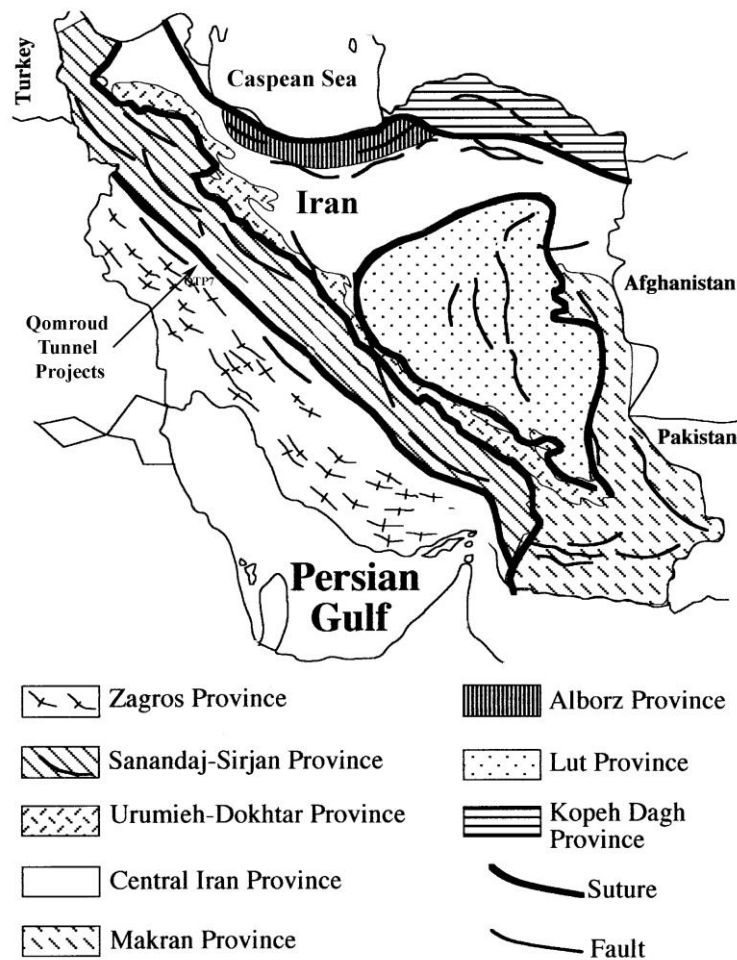 Turkey
Caspean Sea
Iran
QTP7
Afghanistan
Qomroud
Tunnel
Projects
Pakistan
Persian
Gulf
Zagros Province
Sanandaj-Sirjan Province
Urumieh-Dokhtar Province
Central Iran Province
Makran Province
Alborz Province
Lut Province
Kopeh Dagh
Province
Suture
Fault